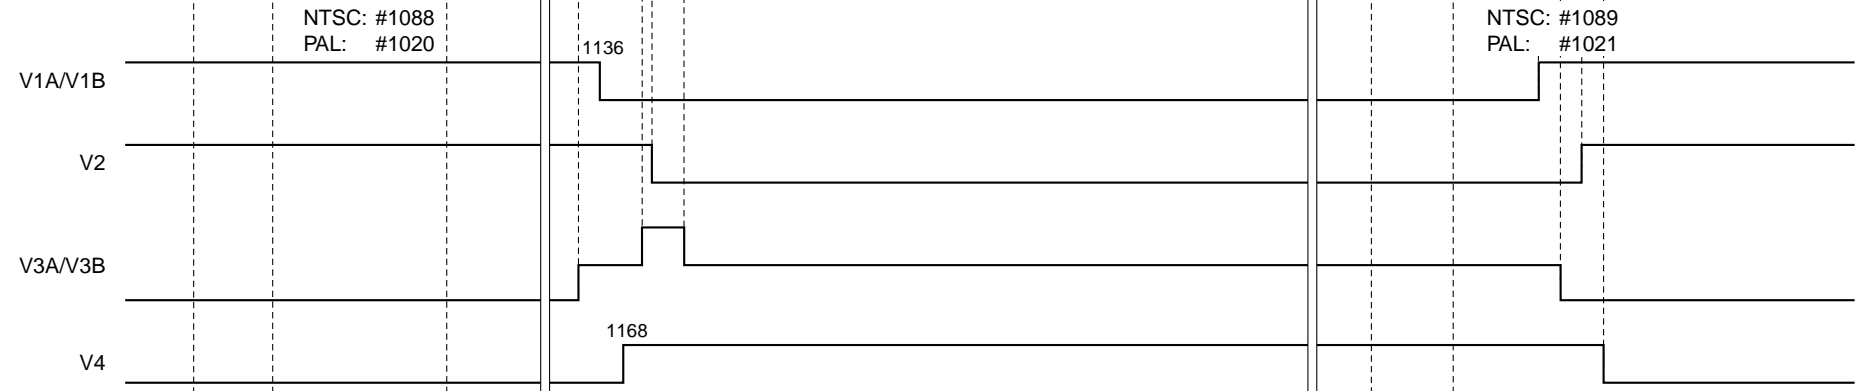 NTSC: #1088
PAL: #1020
NTSC: #1089
PAL: #1021
1136
V1A/V1B
V2
V3A/V3B
1168
V4